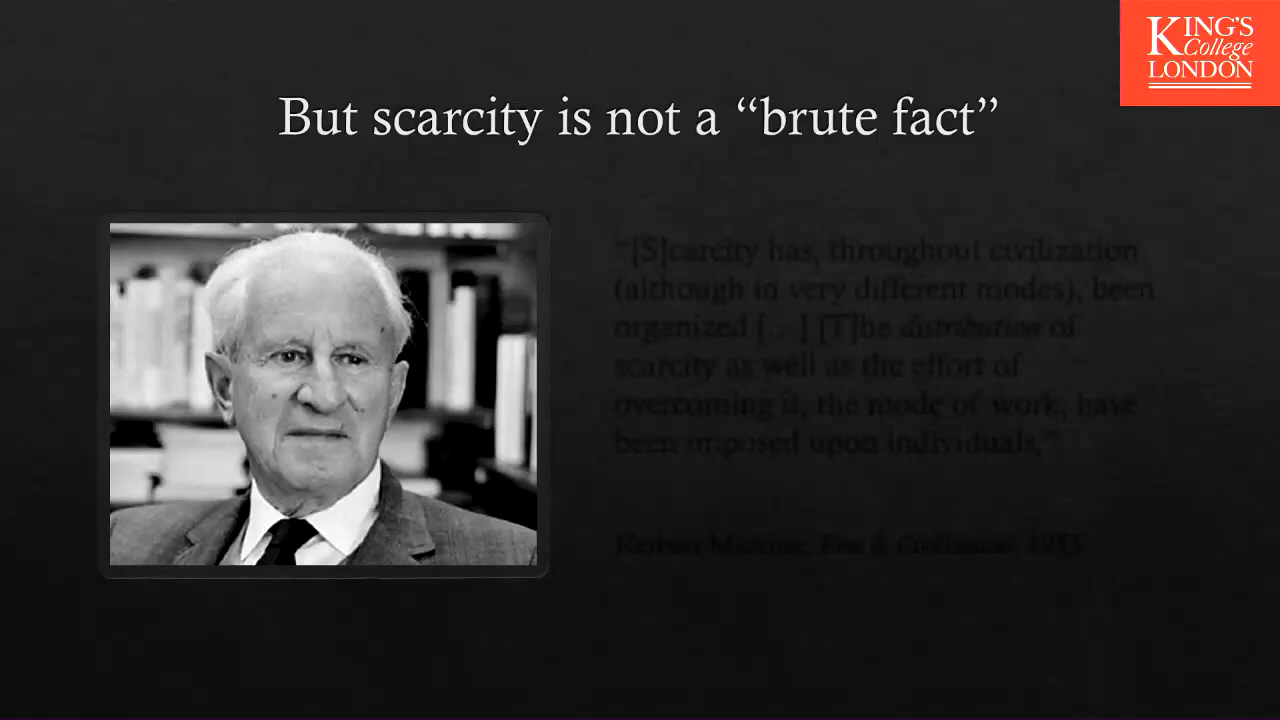 KING'S
College
LONDON
But scarcity is not a “brute fact”
“[S]carcity has, throughout civilization
(although in very different modes), been
organized [...] [T]he distribution of
scarcity as well as the effort of
overcoming it, the mode of work, have
been imposed upon individuals,”
Herbert Marcuse, Eros & Civilization, 1955